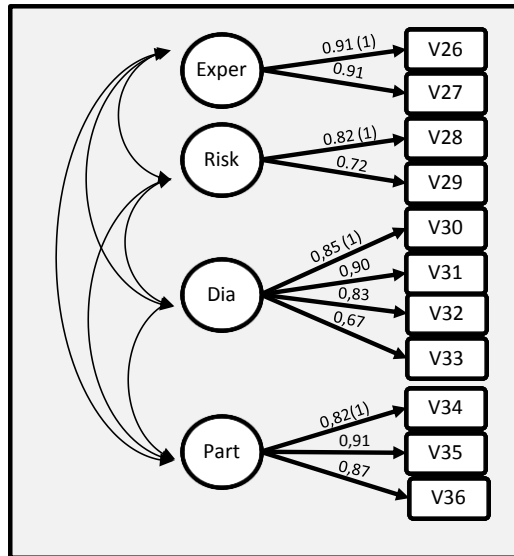 0.91 (1)
V26
Exper
0.91
V27
0.82 (1)
V28
Risk
0.72
V29
0,85 (1)
V30
0,90
V31
Dia
0,83
V32
0,67
V33
0,82(1)
V34
Part
0,91
V35
0,87
V36